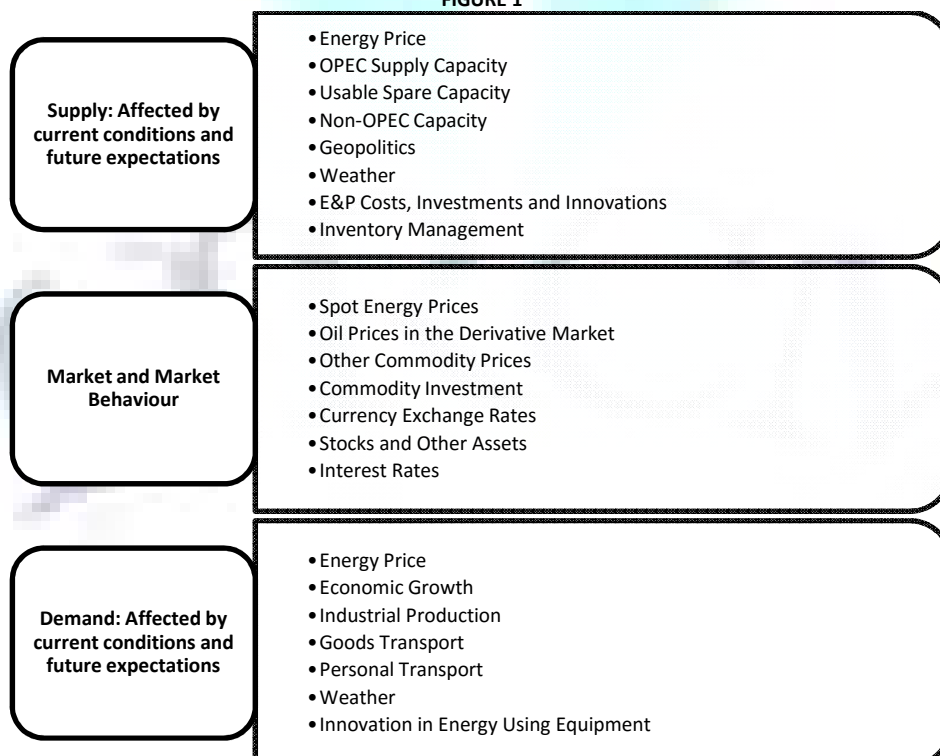 FIGURE 1
Supply: Affected by
current conditions and
future expectations
•Energy Price
•OPEC Supply Capacity
•Usable Spare Capacity
•Non-OPEC Capacity
•Geopolitics
•Weather
•E&P Costs, Investments and Innovations
•Inventory Management
Market and Market
Behaviour
•Spot Energy Prices
•Oil Prices in the Derivative Market
•Other Commodity Prices
•Commodity Investment
•Currency Exchange Rates
•Stocks and Other Assets
•Interest Rates
Demand: Affected by
current conditions and
future expectations
•Energy Price
•Economic Growth
•Industrial Production
•Goods Transport
•Personal Transport
•Weather
•Innovation in Energy Using Equipment